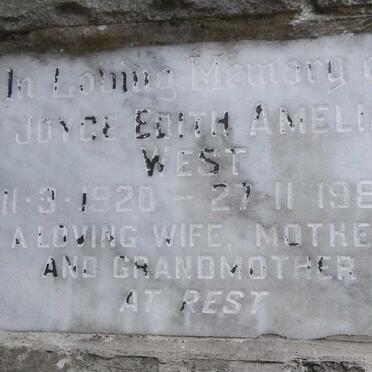 In Loving Memory
JOYCE EDITH AMELI
WEST
11·3·1920 - 27·11 198
A LOVING WIFE, MOTHE
AND GRANDMOTHER
AT REST